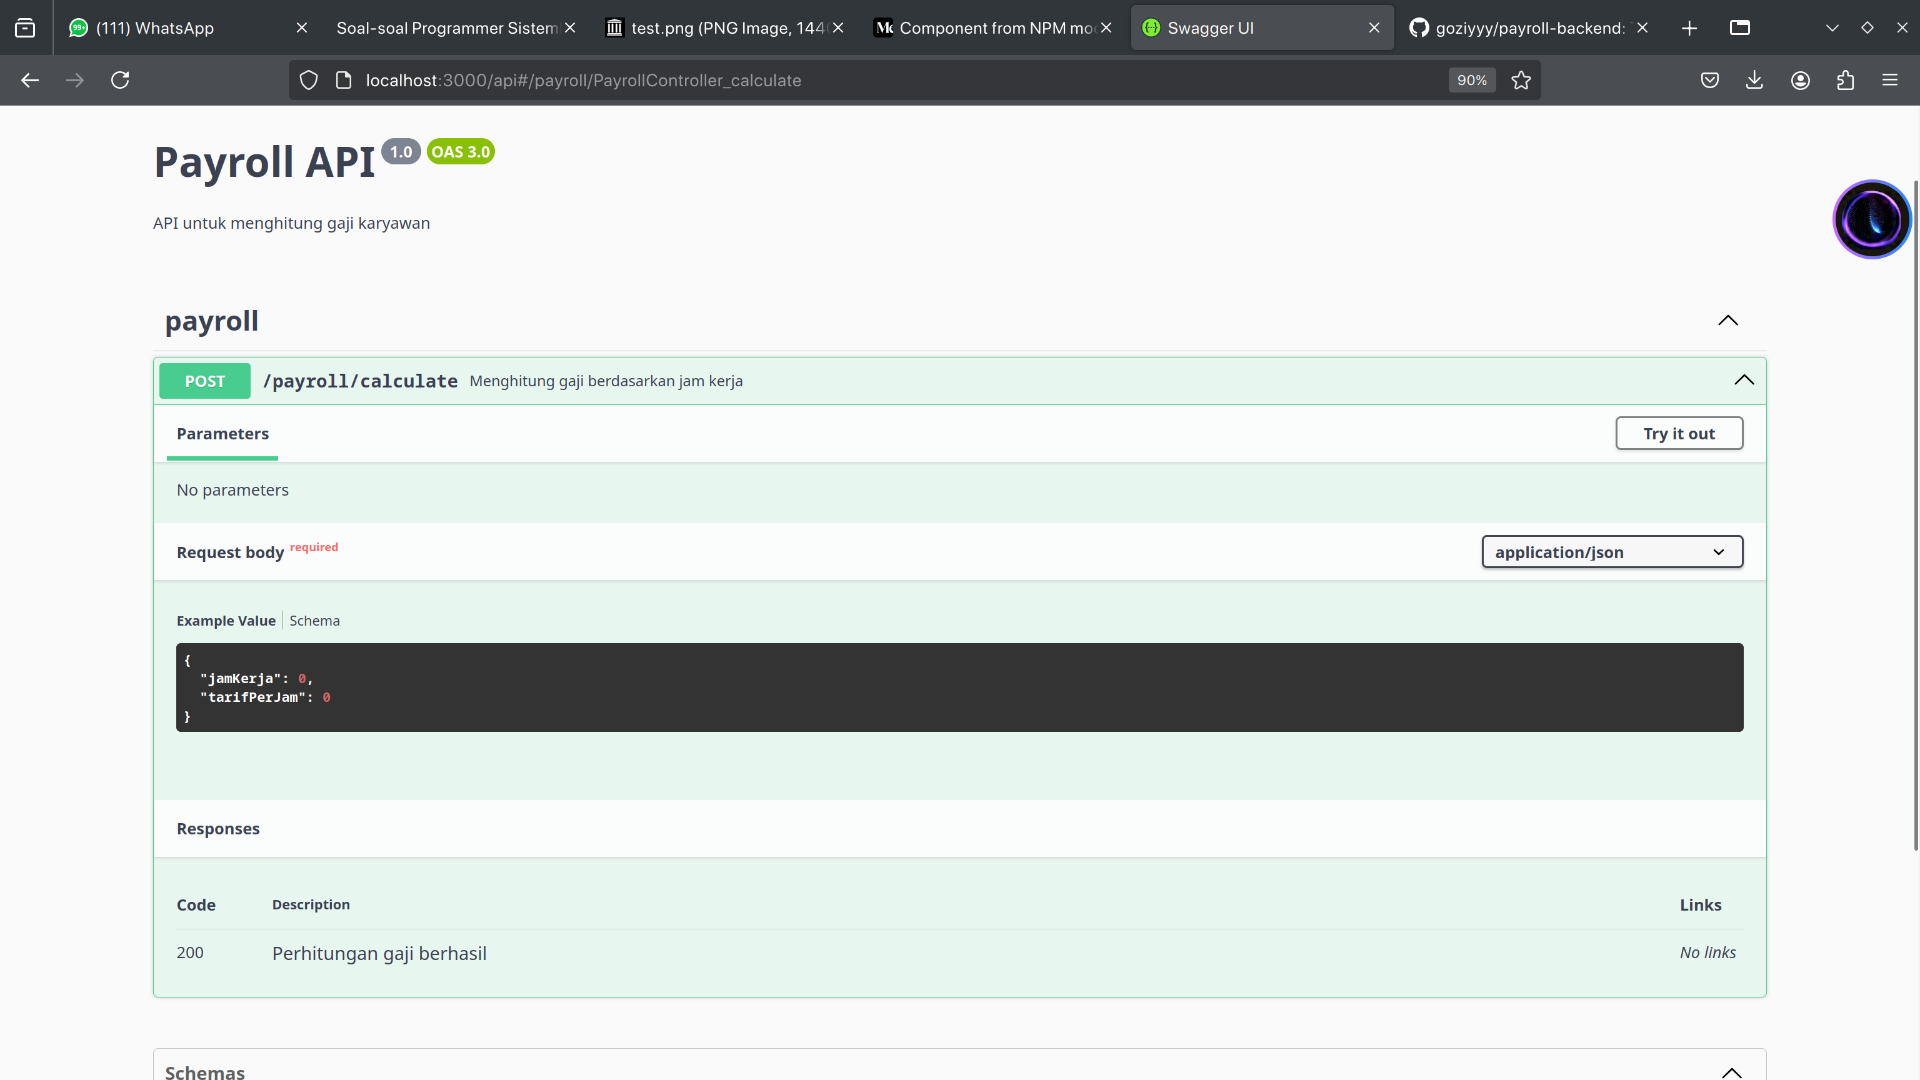 (111) WhatsApp
Soal-soal Programmer Sistem
test.png (PNG Image, 144
Component from NPM mo
Swagger UI
goziyyy/payroll-backend:
localhost:3000/api#/payroll/PayrollController_calculate
90%
Payroll API 1.0 OAS 3.0
API untuk menghitung gaji karyawan
payroll
POST /payroll/calculate Menghitung gaji berdasarkan jam kerja
Parameters
Try it out
No parameters
Request body required
application/json
Example Value Schema
{
"jamKerja": 0,
"tarifPerJam": 0
}
Responses
Code Description Links
200 Perhitungan gaji berhasil No links
Schemas